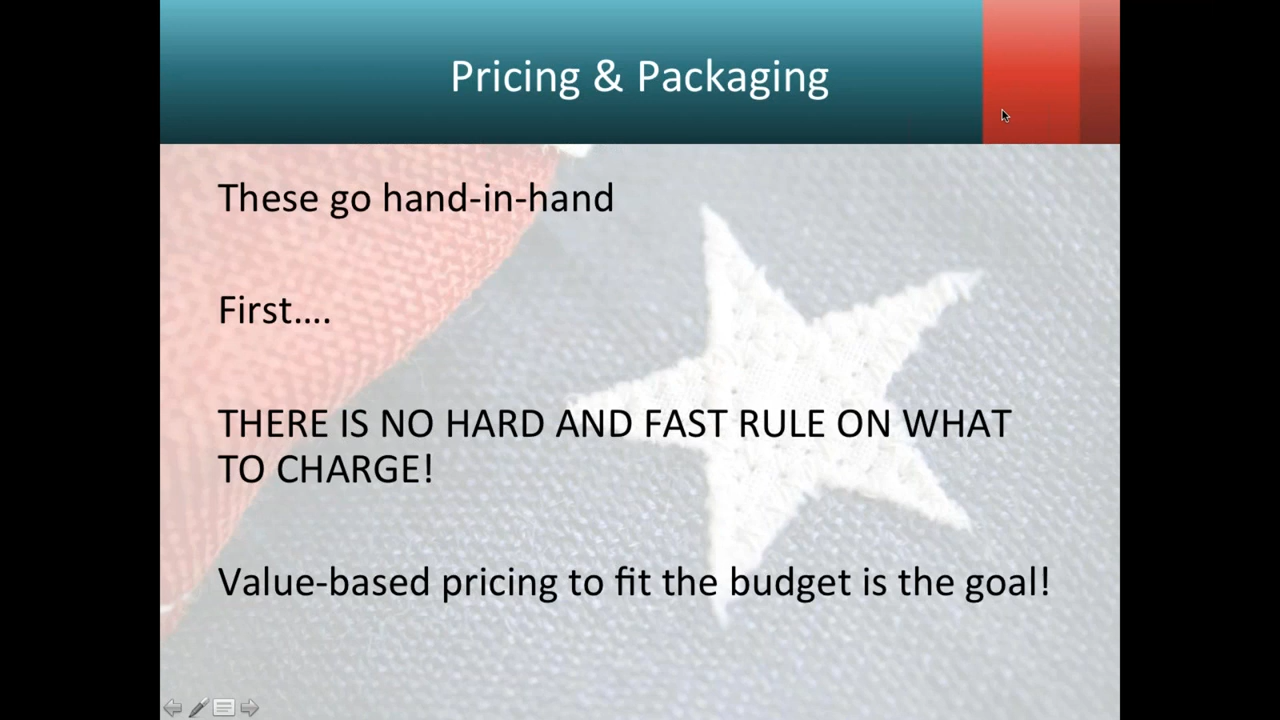 Pricing & Packaging
These go hand-in-hand
First....
THERE IS NO HARD AND FAST RULE ON WHAT
TO CHARGE!
Value-based pricing to fit the budget is the goal!